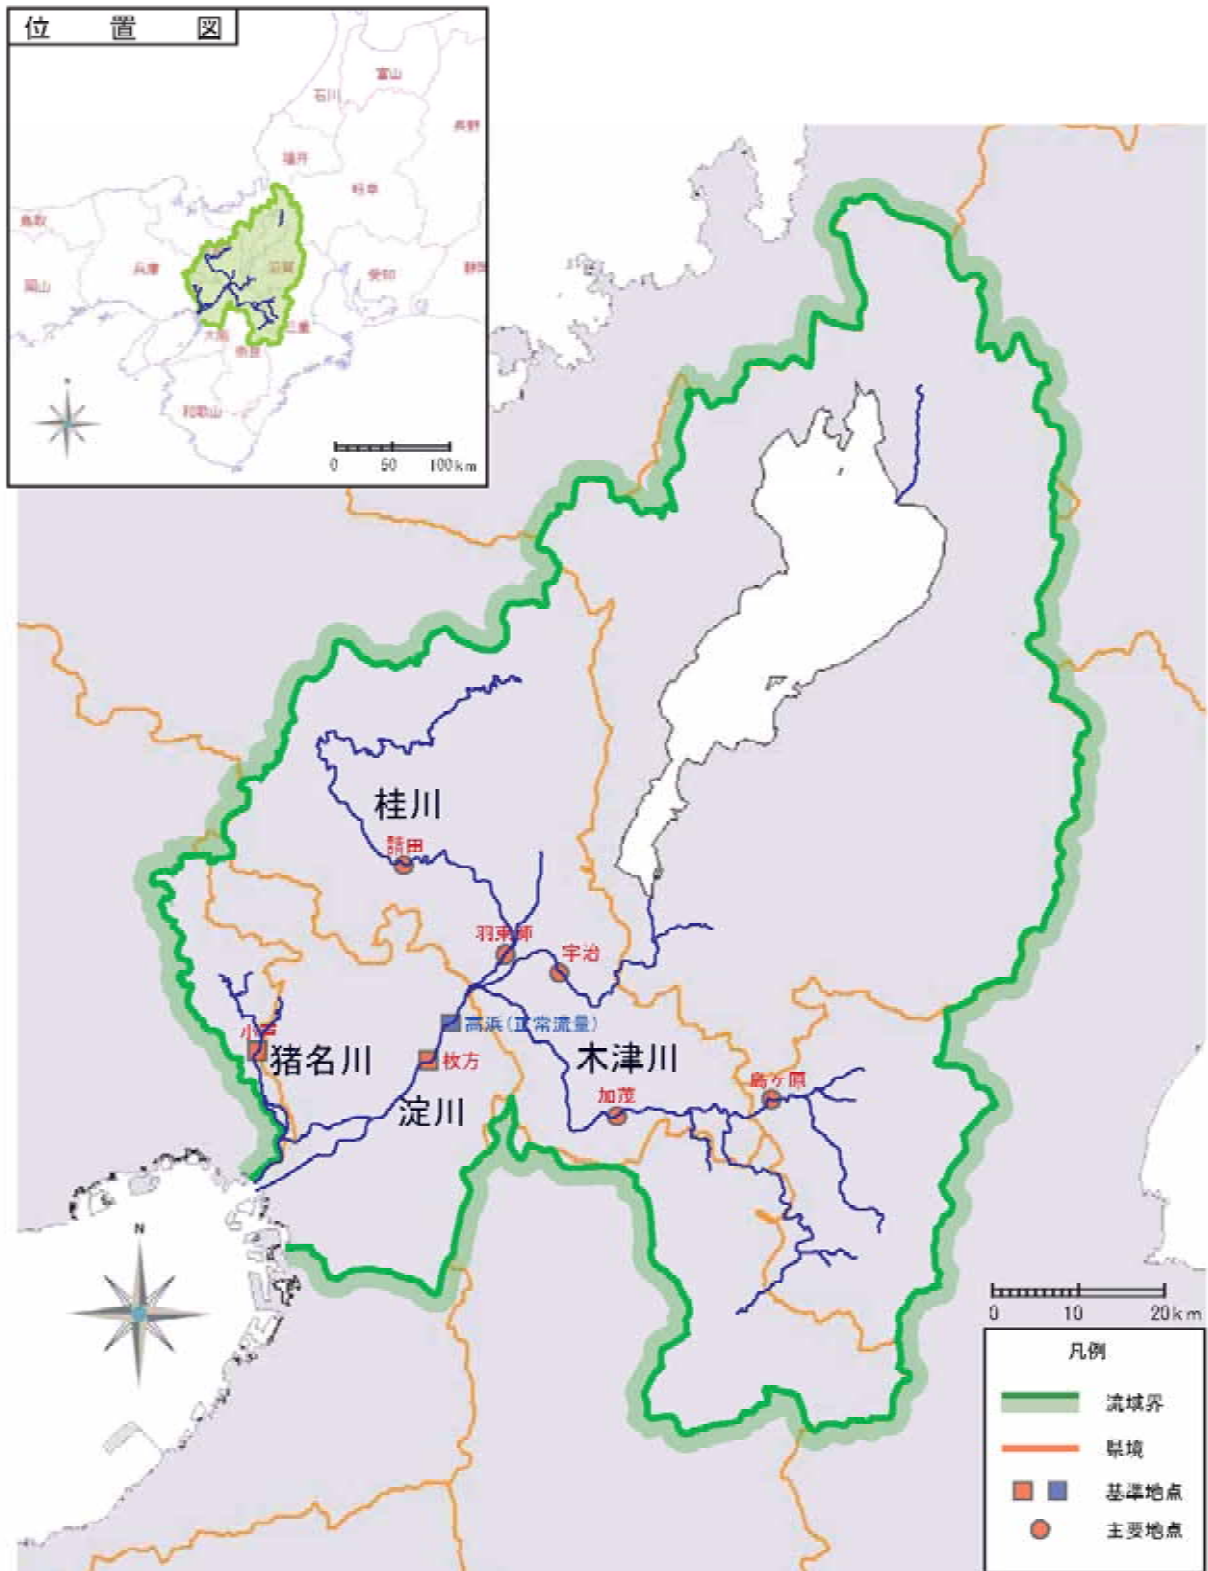 位 置 図
富山
石川
長野
福井
岐阜
鳥取
兵庫
滋賀
愛知
静岡
岡山
三重
大阪
奈良
和歌山
0 50 100km
桂川
請田
羽束師
宇治
小戸
高浜(正常流量)
猪名川
枚方
木津川
島ヶ原
加茂
淀川
N
0 10 20km
凡例
流域界
県境
基準地点
主要地点